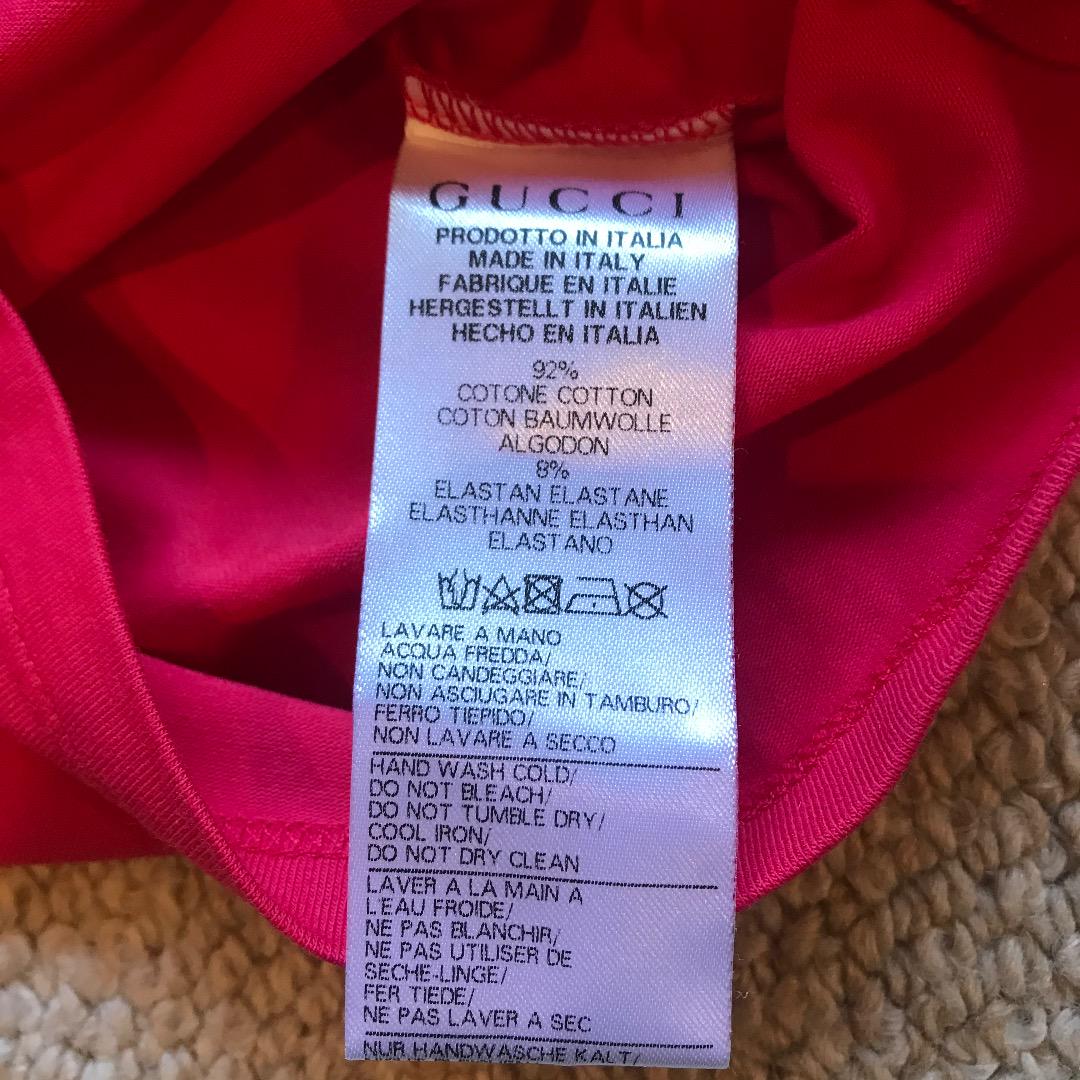 GUCCI
PRODOTTO IN ITALIA
MADE IN ITALY
FABRIQUE EN ITALIE
HERGESTELLT IN ITALIEN
HECHO EN ITALIA
92%
COTONE COTTON
COTON BAUMWOLLE
ALGODON
8%
ELASTAN ELASTANE
ELASTHANNE ELASTHAN
ELASTANO
LAVARE A MANO
ACQUA FREDDA/
NON CANDEGGIARE/
NON ASCIUGARE IN TAMBURO/
FERRO TIEPIDO/
NON LAVARE A SECCO
HAND WASH COLD/
DO NOT BLEACH/
DO NOT TUMBLE DRY/
COOL IRON/
DO NOT DRY CLEAN
LAVER A LA MAIN A
L'EAU FROIDE/
NE PAS BLANCHIR/
NE PAS UTILISER DE
SECHE-LINGE/
FER TIEDE/
NE PAS LAVER A SEC
NUR HANDWASCHE KALT/